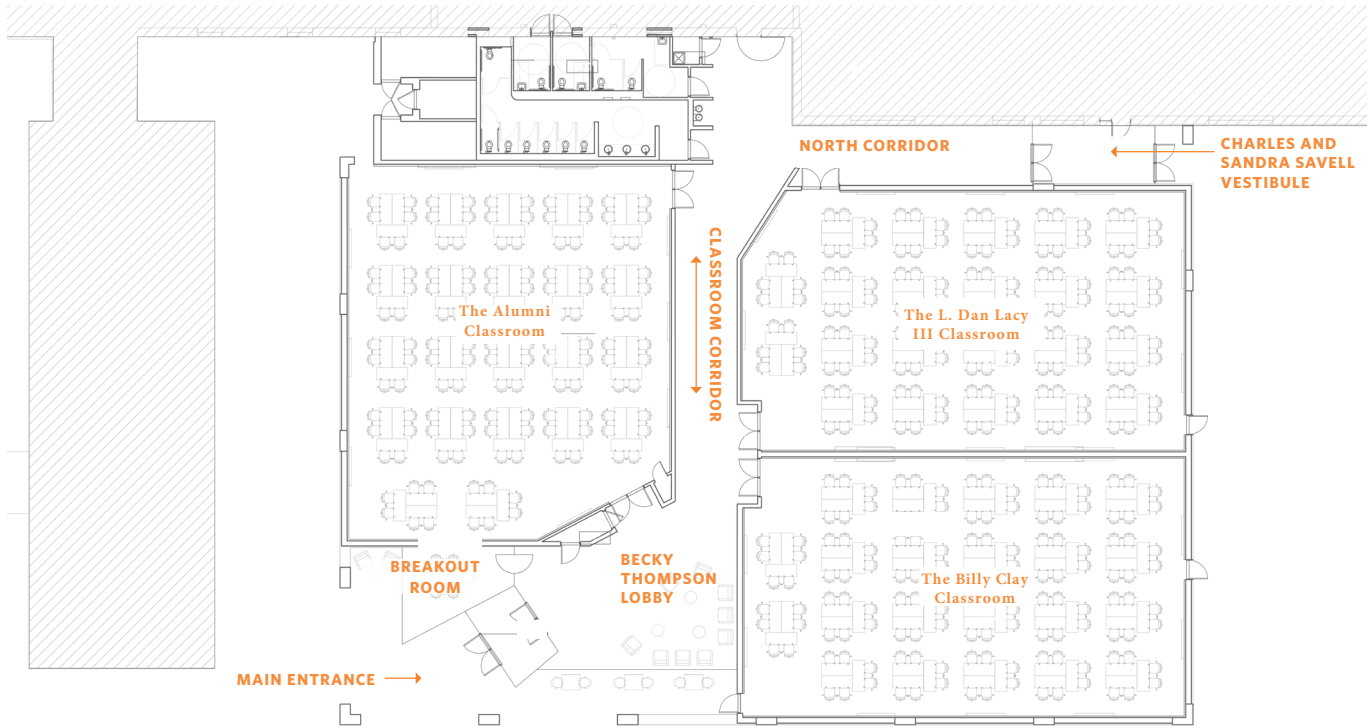 NORTH CORRIDOR
CHARLES AND
SANDRA SAVELL
VESTIBULE
CLASSROOM CORRIDOR
The Alumni
Classroom
The L. Dan Lacy
III Classroom
BREAKOUT
ROOM
BECKY
THOMPSON
LOBBY
The Billy Clay
Classroom
MAIN ENTRANCE